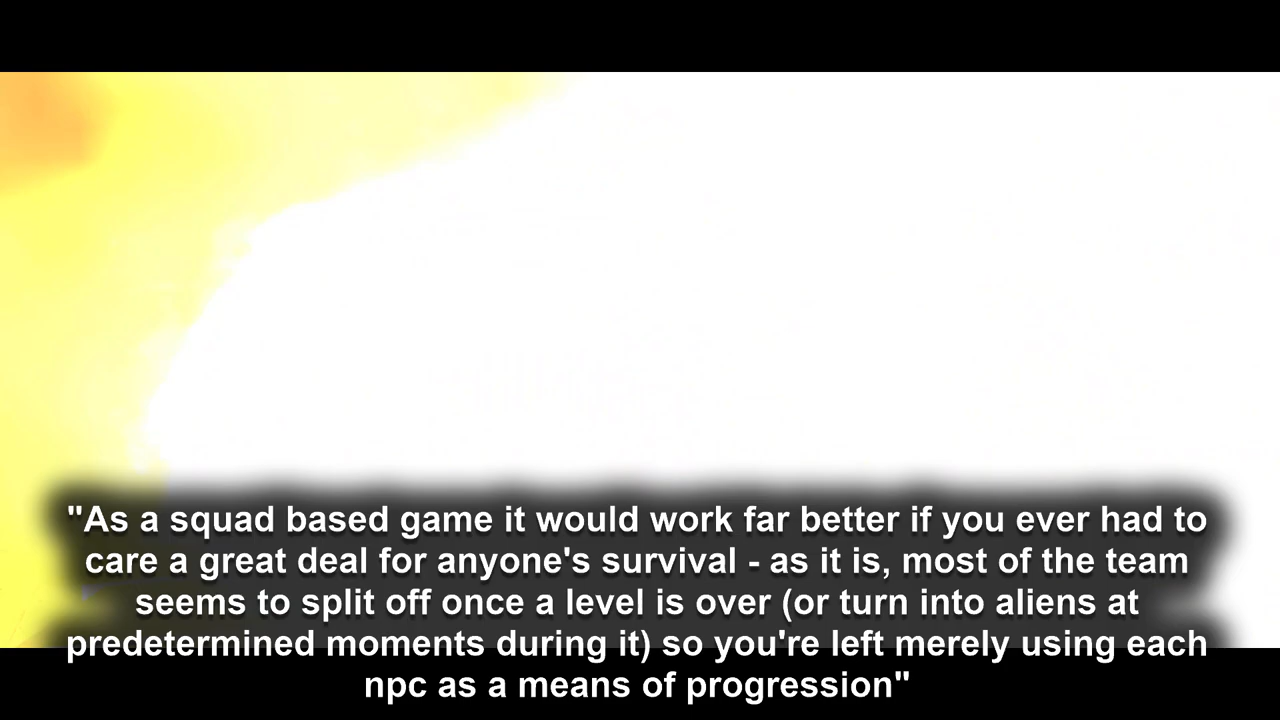 "As a squad based game it would work far better if you ever had to
care a great deal for anyone's survival - as it is, most of the team
seems to split off once a level is over (or turn into aliens at
predetermined moments during it) so you're left merely using each
npc as a means of progression"